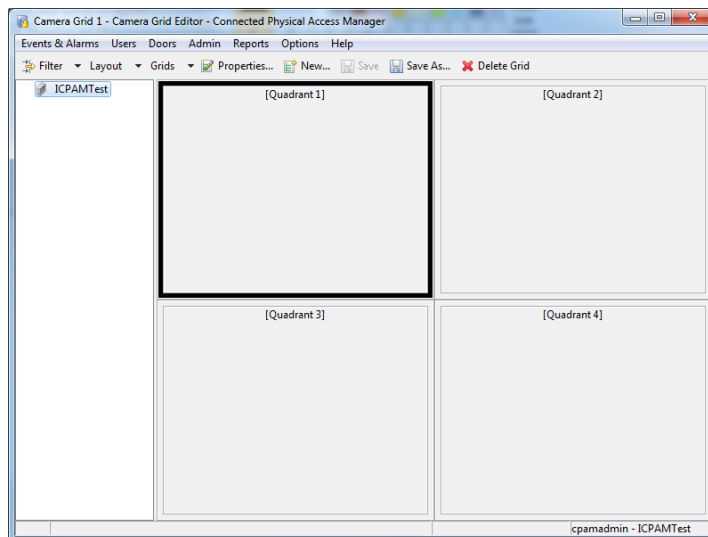 Camera Grid 1 - Camera Grid Editor - Connected Physical Access Manager
Events & Alarms Users Doors Admin Reports Options Help
Filter Layout Grids Properties... New... Save Save As... Delete Grid
ICPAMTest
[Quadrant 1] [Quadrant 2]
[Quadrant 3] [Quadrant 4]
cpamadmin - ICPAMTest